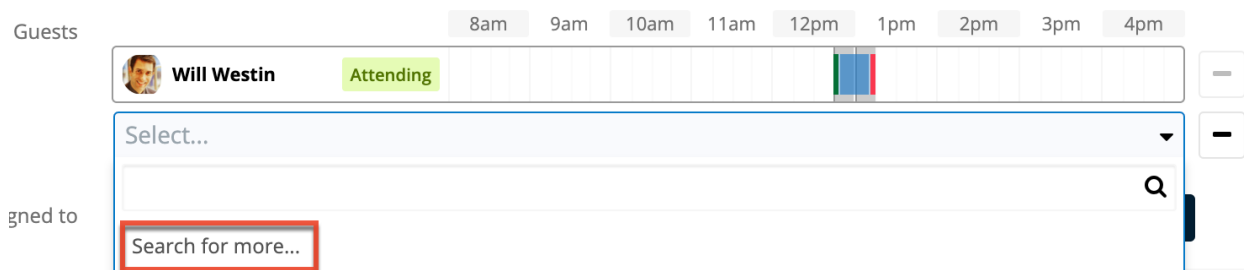 Guests 8am 9am 10am 11am 12pm 1pm 2pm 3pm 4pm
Will Westin Attending
Select...
gned to
Search for more...